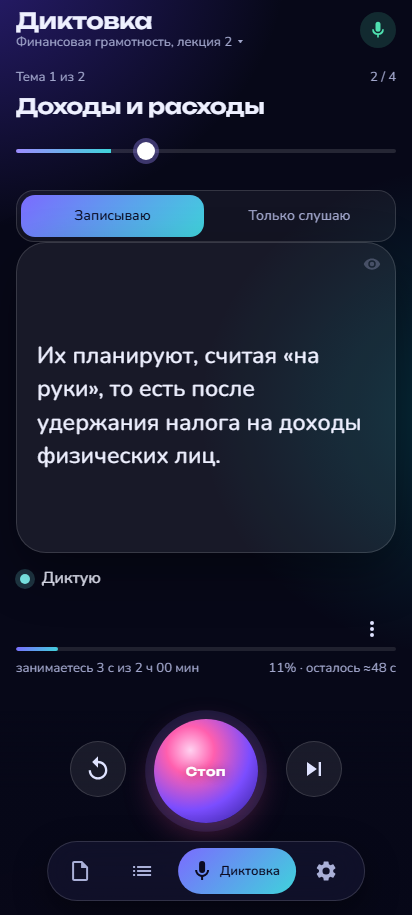 Диктовка
Финансовая грамотность, лекция 2
Тема 1 из 2
2 / 4
Доходы и расходы
Записываю
Только слушаю
Их планируют, считая «на
руки», то есть после
удержания налога на доходы
физических лиц.
Диктую
занимаетесь 3 с из 2 ч 00 мин
11% · осталось ≈48 с
Стоп
Диктовка